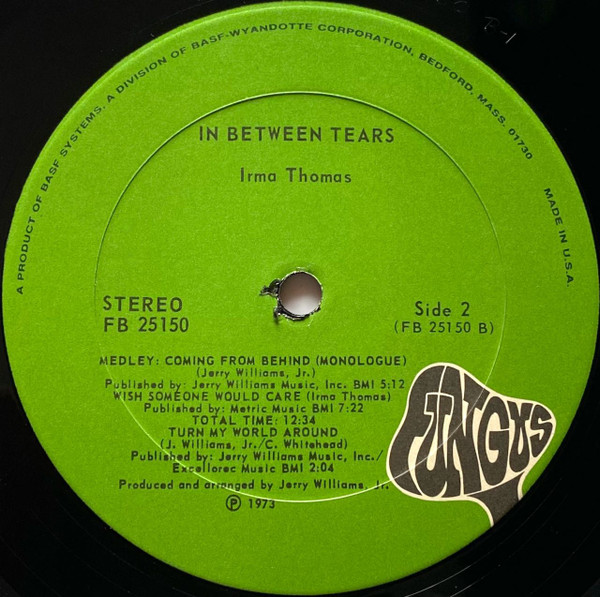 A PRODUCT OF BASF SYSTEMS. A DIVISION OF BASF-WYANDOTTE CORPORATION, BEDFORD, MASS. 01730
MADE IN U.S.A.
IN BETWEEN TEARS
Irma Thomas
STEREO
FB 25150
Side 2
(FB 25150 B)
MEDLEY: COMING FROM BEHIND (MONOLOGUE)
(Jerry Williams, Jr.)
Published by: Jerry Williams Music, Inc. BMI 5:12
WISH SOMEONE WOULD CARE (Irma Thomas)
Published by: Metric Music BMI 7:22
TOTAL TIME: 12:34
TURN MY WORLD AROUND
(J. Williams, Jr./C. Whitehead)
Published by: Jerry Williams Music, Inc./
Excellorec Music BMI 2:04
Produced and arranged by Jerry Williams, Jr.
℗ 1973
FUNGUS